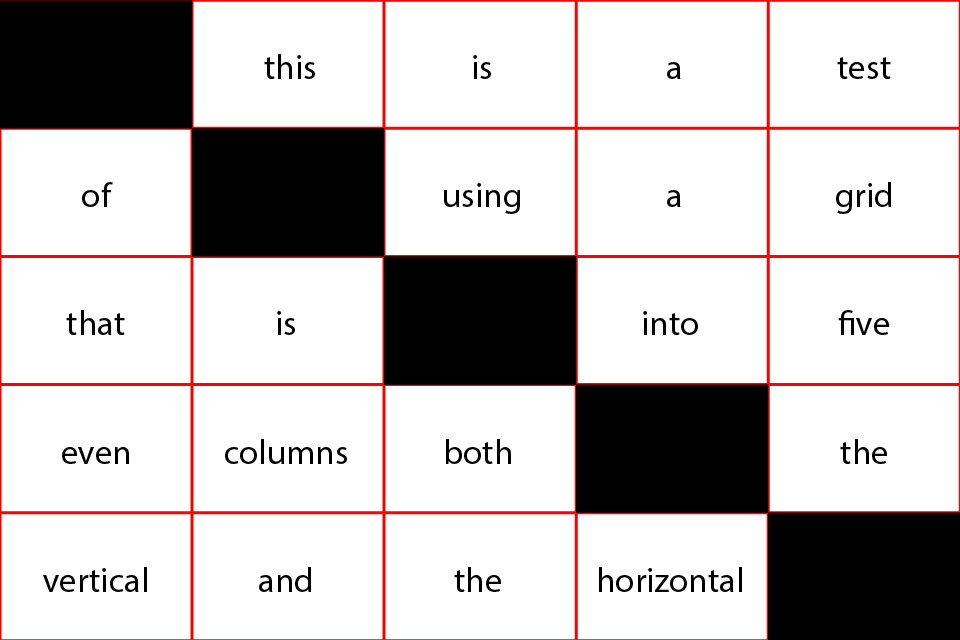 this is a test
of using a grid
that is into five
even columns both the
vertical and the horizontal